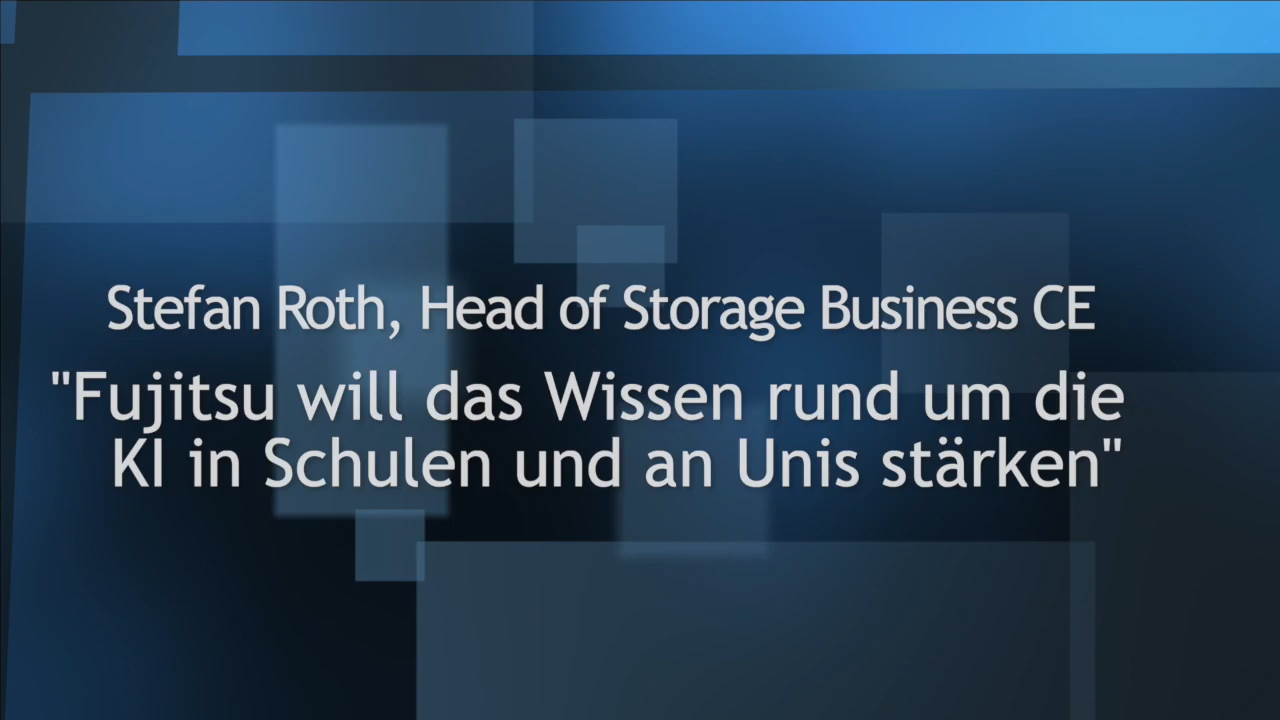 Stefan Roth, Head of Storage Business CE
"Fujitsu will das Wissen rund um die
KI in Schulen und an Unis stärken"